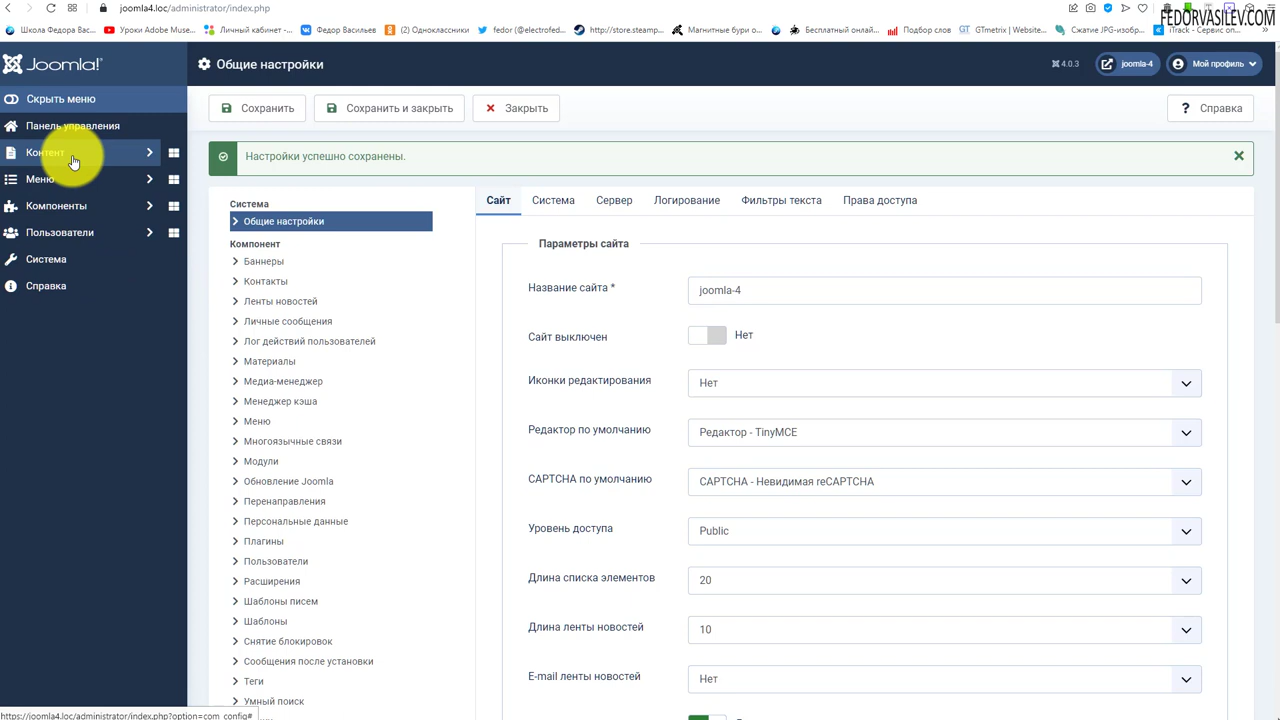 joomla4.loc/administrator/index.php
FEDORVASILEV.COM
Школа Федора Вас...
Уроки Adobe Muse...
Личный кабинет -...
Федор Васильев
(2) Одноклассники
fedor (@electrofed...
http://store.steamp...
Магнитные бури о...
Бесплатный онлай...
Подбор слов
GTmetrix | Website...
Сжатие JPG-изобр...
iTrack - Сервис оп...
Joomla!
Общие настройки
4.0.3
joomla-4
Мой профиль
Скрыть меню
Сохранить
Сохранить и закрыть
Закрыть
Справка
Панель управления
Контент
Меню
Компоненты
Пользователи
Система
Справка
Настройки успешно сохранены.
Система
Общие настройки
Компонент
Баннеры
Контакты
Ленты новостей
Личные сообщения
Лог действий пользователей
Материалы
Медиа-менеджер
Менеджер кэша
Меню
Многоязычные связи
Модули
Обновление Joomla
Перенаправления
Персональные данные
Плагины
Пользователи
Расширения
Шаблоны писем
Шаблоны
Снятие блокировок
Сообщения после установки
Теги
Умный поиск
Сайт
Система
Сервер
Логирование
Фильтры текста
Права доступа
Параметры сайта
Название сайта *
joomla-4
Сайт выключен
Нет
Иконки редактирования
Нет
Редактор по умолчанию
Редактор - TinyMCE
CAPTCHA по умолчанию
CAPTCHA - Невидимая reCAPTCHA
Уровень доступа
Public
Длина списка элементов
20
Длина ленты новостей
10
E-mail ленты новостей
Нет
https://joomla4.loc/administrator/index.php?option=com_config#